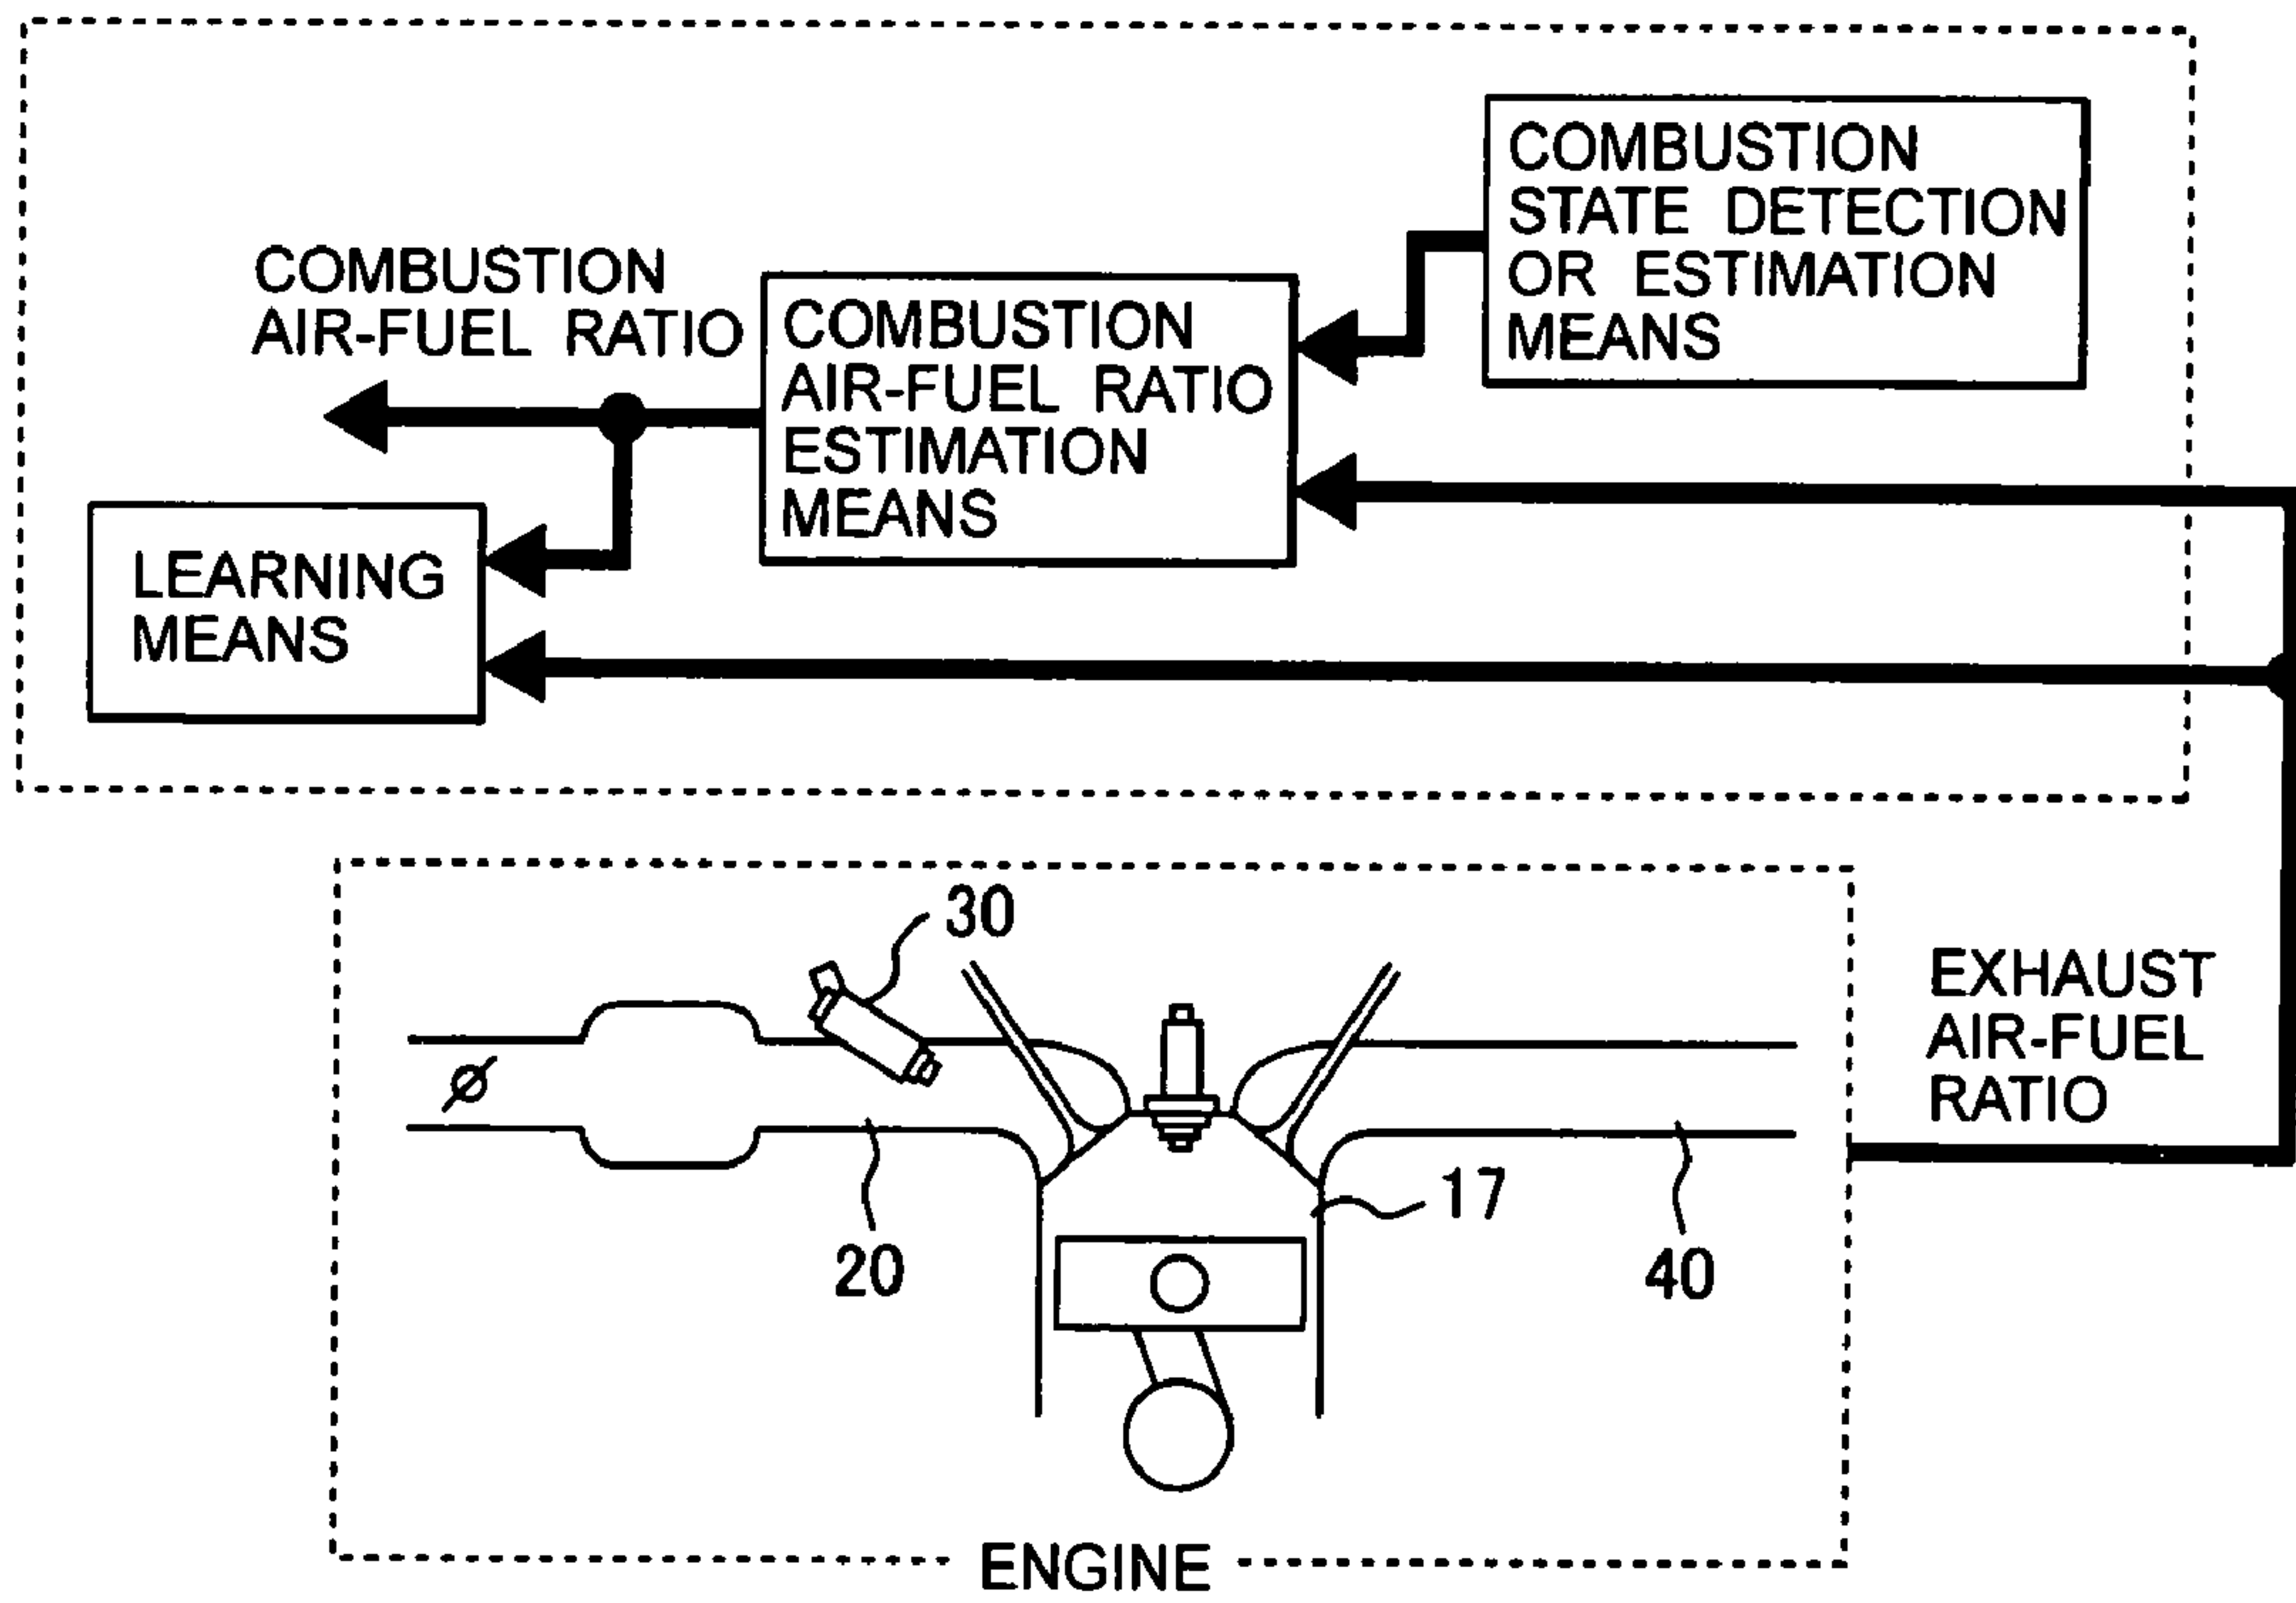 COMBUSTION
STATE DETECTION
OR ESTIMATION
MEANS
COMBUSTION
AIR-FUEL RATIO
COMBUSTION
AIR-FUEL RATIO
ESTIMATION
MEANS
LEARNING
MEANS
30
EXHAUST
AIR-FUEL
RATIO
17
20
40
ENGINE